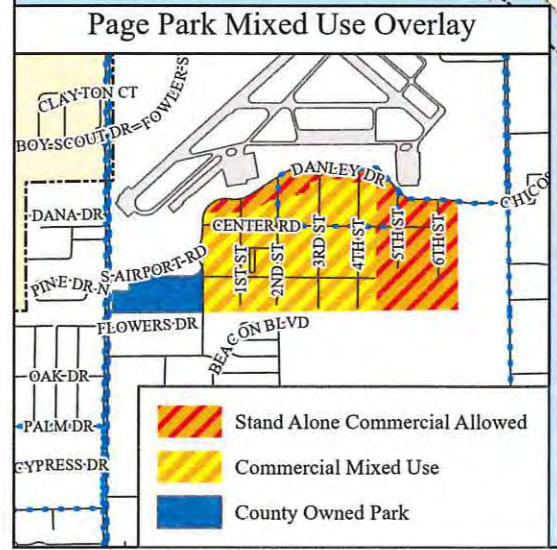 Page Park Mixed Use Overlay
CLAYTON CT
BOY-SCOUT DR
FOWLER S
DANLEY DR
CHICO
DANA DR
CENTER RD
1ST ST
2ND ST
3RD ST
4TH ST
5TH ST
6TH ST
S AIRPORT RD
PINE DR N
FLOWERS DR
BEACON BLVD
OAK DR
PALM DR
CYPRESS DR
Stand Alone Commercial Allowed
Commercial Mixed Use
County Owned Park